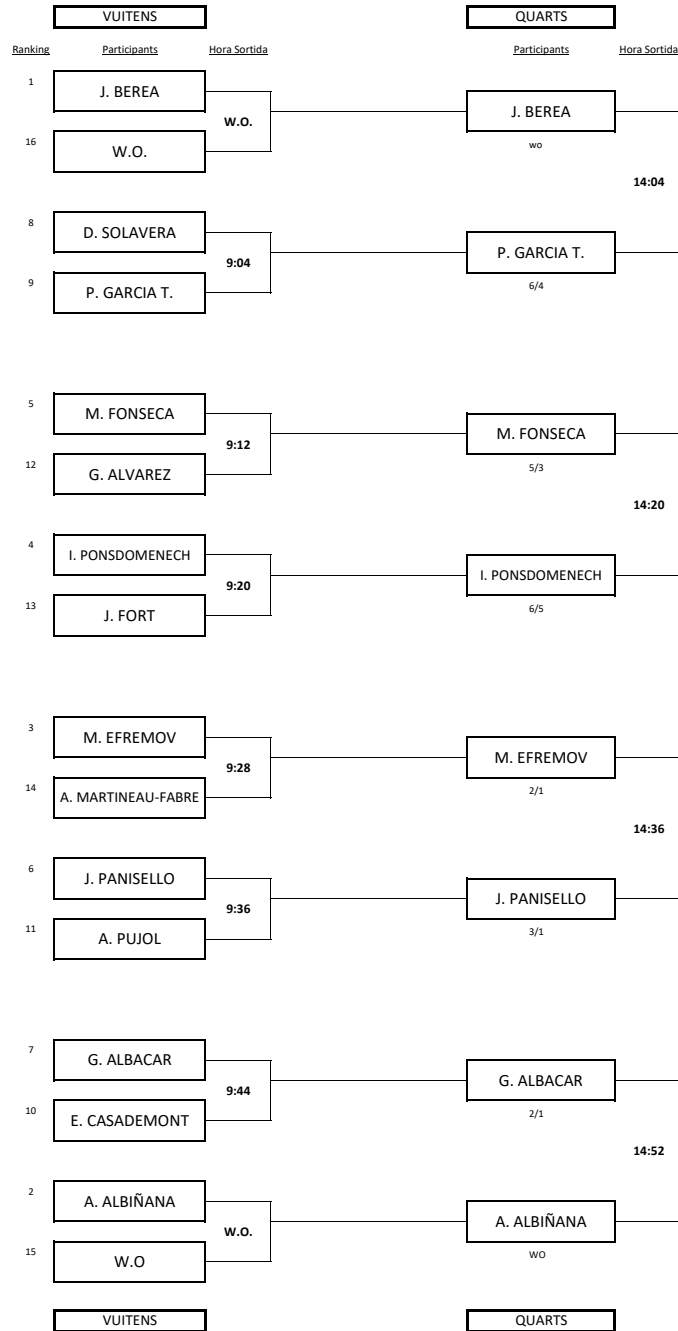 VUITENS QUARTS
Ranking Participants Hora Sortida Participants Hora Sortida
1 J. BEREA
W.O. J. BEREA
16 W.O. wo
14:04
8 D. SOLAVERA
9:04 P. GARCIA T.
9 P. GARCIA T. 6/4
5 M. FONSECA
9:12 M. FONSECA
12 G. ALVAREZ 5/3
14:20
4 I. PONSDOMENECH
9:20 I. PONSDOMENECH
13 J. FORT 6/5
3 M. EFREMOV
9:28 M. EFREMOV
14 A. MARTINEAU-FABRE 2/1
14:36
6 J. PANISELLO
9:36 J. PANISELLO
11 A. PUJOL 3/1
7 G. ALBACAR
9:44 G. ALBACAR
10 E. CASADEMONT 2/1
14:52
2 A. ALBIÑANA
W.O. A. ALBIÑANA
15 W.O WO
VUITENS QUARTS